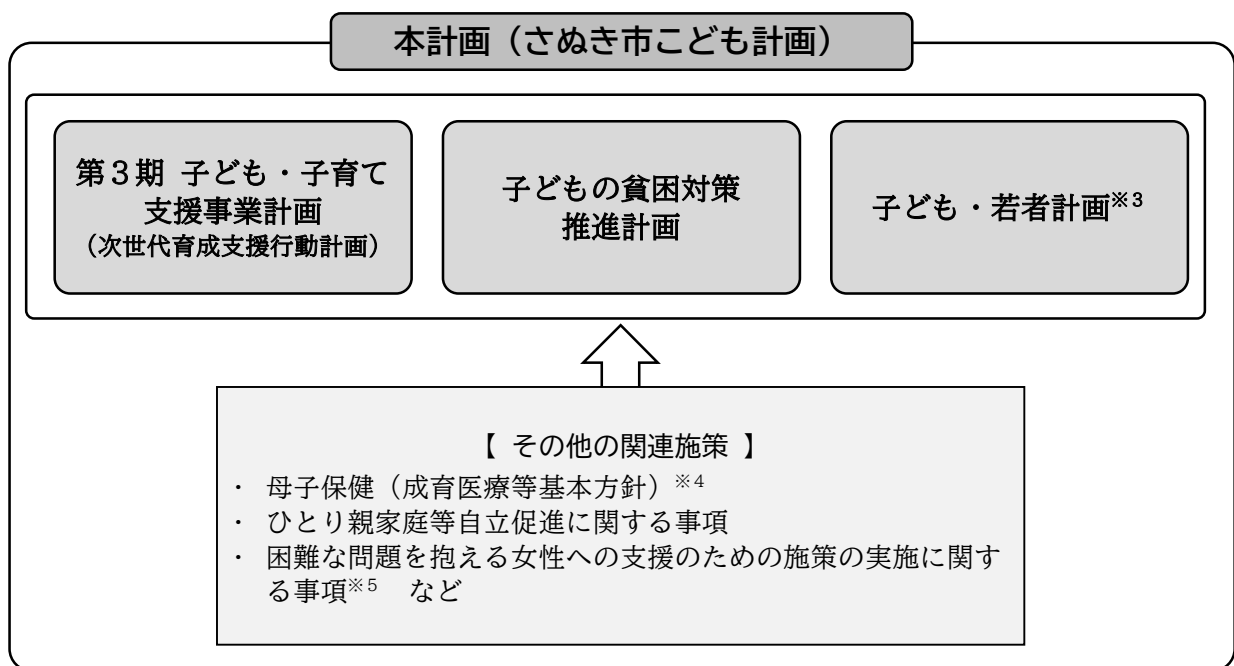 本計画（さぬき市こども計画）
第３期 子ども・子育て
支援事業計画
（次世代育成支援行動計画）
子どもの貧困対策
推進計画
子ども・若者計画※3
【 その他の関連施策 】
・ 母子保健（成育医療等基本方針）※4
・ ひとり親家庭等自立促進に関する事項
・ 困難な問題を抱える女性への支援のための施策の実施に関す
る事項※5 など